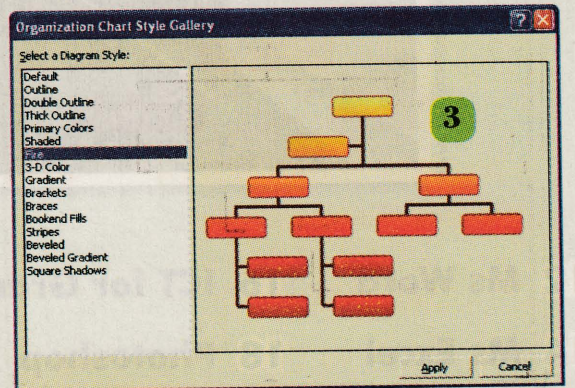 Organization Chart Style Gallery
Select a Diagram Style:
Default
Outline
Double Outline
Thick Outline
Primary Colors
Shaded
Fire
3-D Color
Gradient
Brackets
Braces
Bookend Fills
Stripes
Beveled
Beveled Gradient
Square Shadows
3
Apply
Cancel